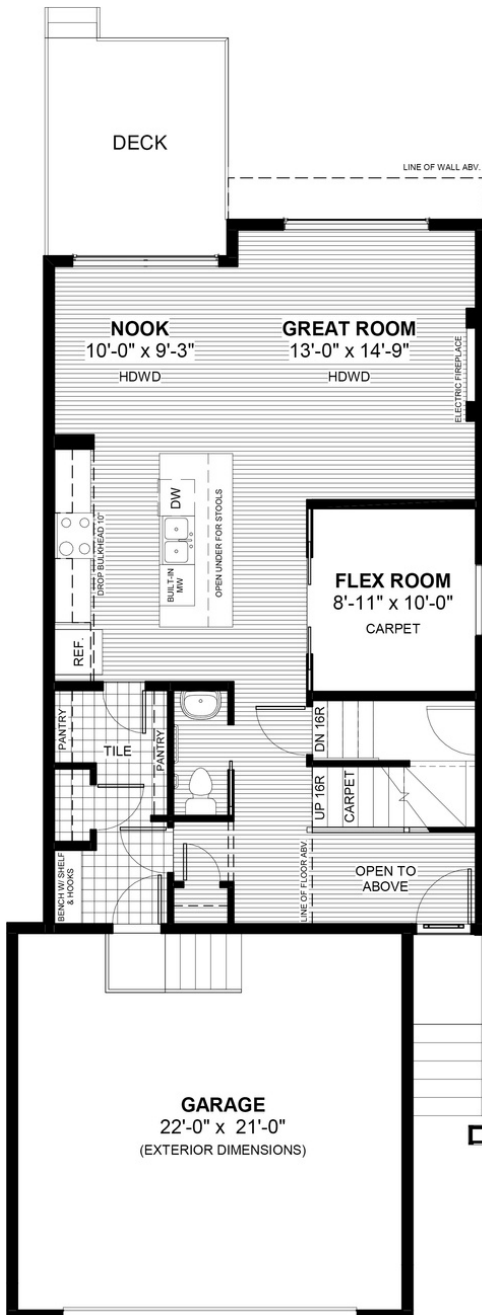 DECK
LINE OF WALL ABV.
NOOK
10'-0" x 9'-3"
HDWD
GREAT ROOM
13'-0" x 14'-9"
HDWD
ELECTRIC FIREPLACE
DROP BULKHEAD 10"
DW
BUILT-IN
MW
OPEN UNDER FOR STOOLS
REF.
FLEX ROOM
8'-11" x 10'-0"
CARPET
PANTRY
TILE
PANTRY
DN 16R
UP 16R
CARPET
BENCH W/ SHELF
& HOOKS
LINE OF FLOOR ABV.
OPEN TO
ABOVE
GARAGE
22'-0" x 21'-0"
(EXTERIOR DIMENSIONS)